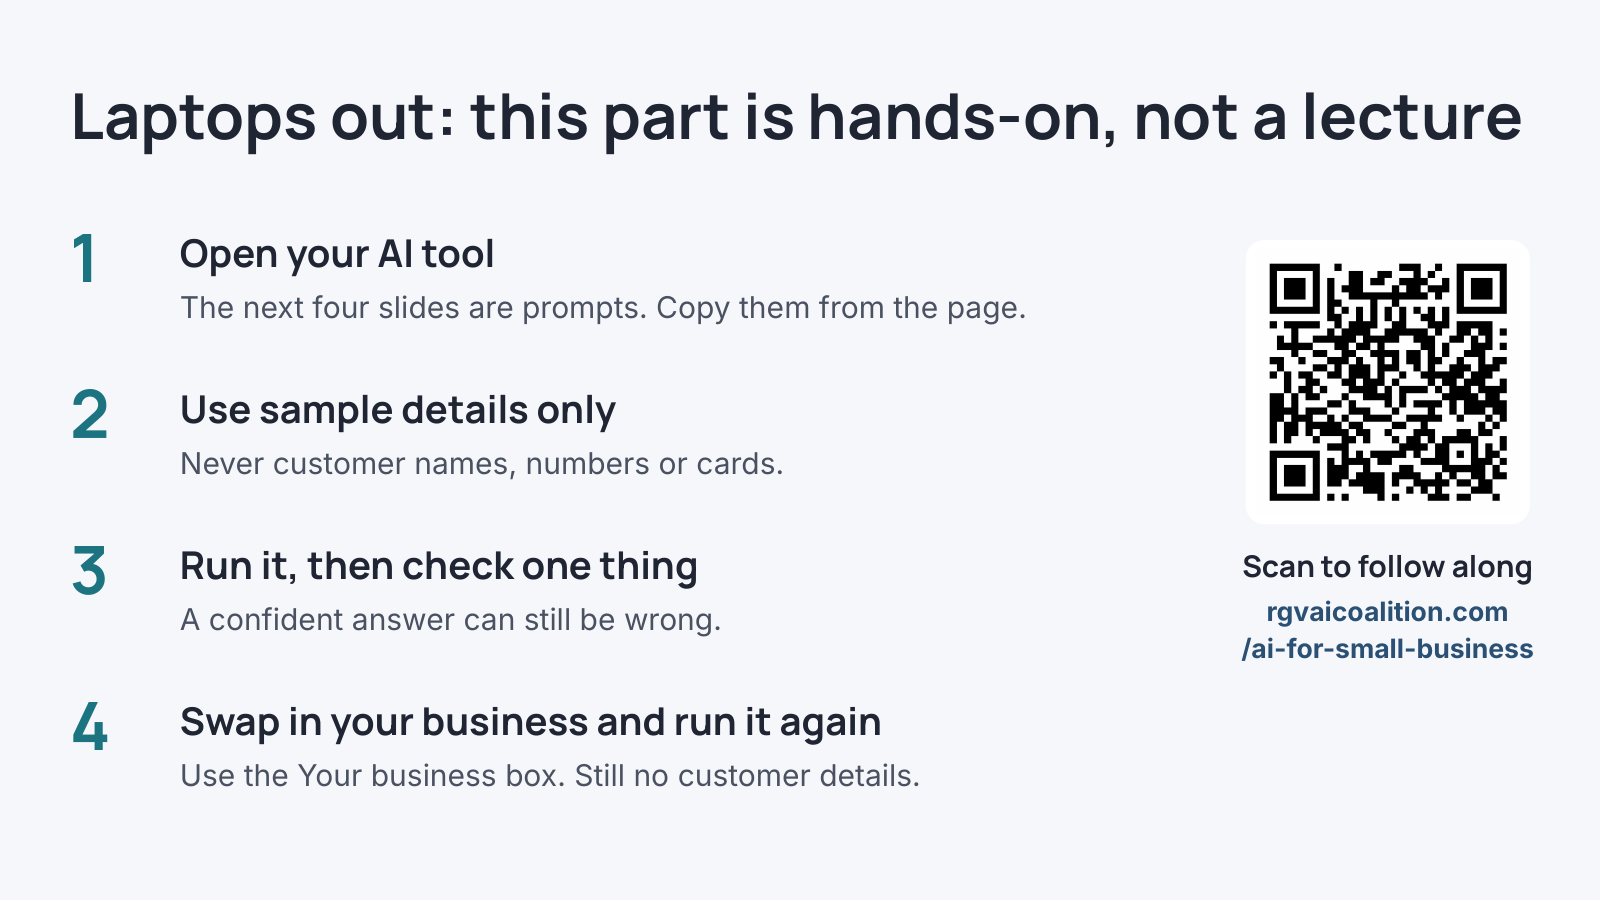 Laptops out: this part is hands-on, not a lecture
1
Open your AI tool
The next four slides are prompts. Copy them from the page.
2
Use sample details only
Never customer names, numbers or cards.
3
Run it, then check one thing
A confident answer can still be wrong.
4
Swap in your business and run it again
Use the Your business box. Still no customer details.
Scan to follow along
rgvaicoalition.com
/ai-for-small-business